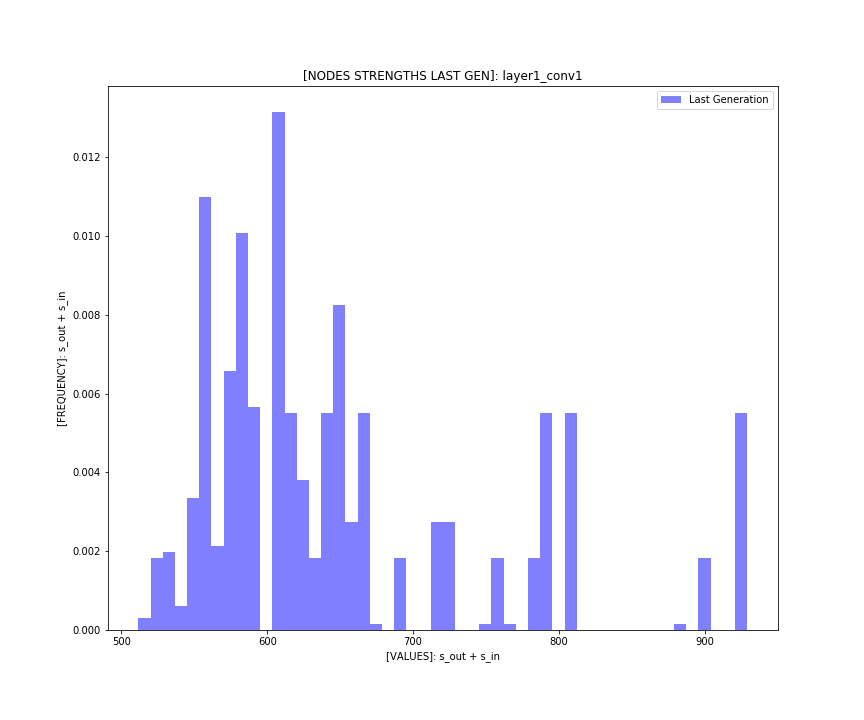 [NODES STRENGTHS LAST GEN]: layer1_conv1
Last Generation
0.012
0.010
0.008
0.006
0.004
0.002
0.000
[FREQUENCY]: s_out + s_in
500 600 700 800 900
[VALUES]: s_out + s_in